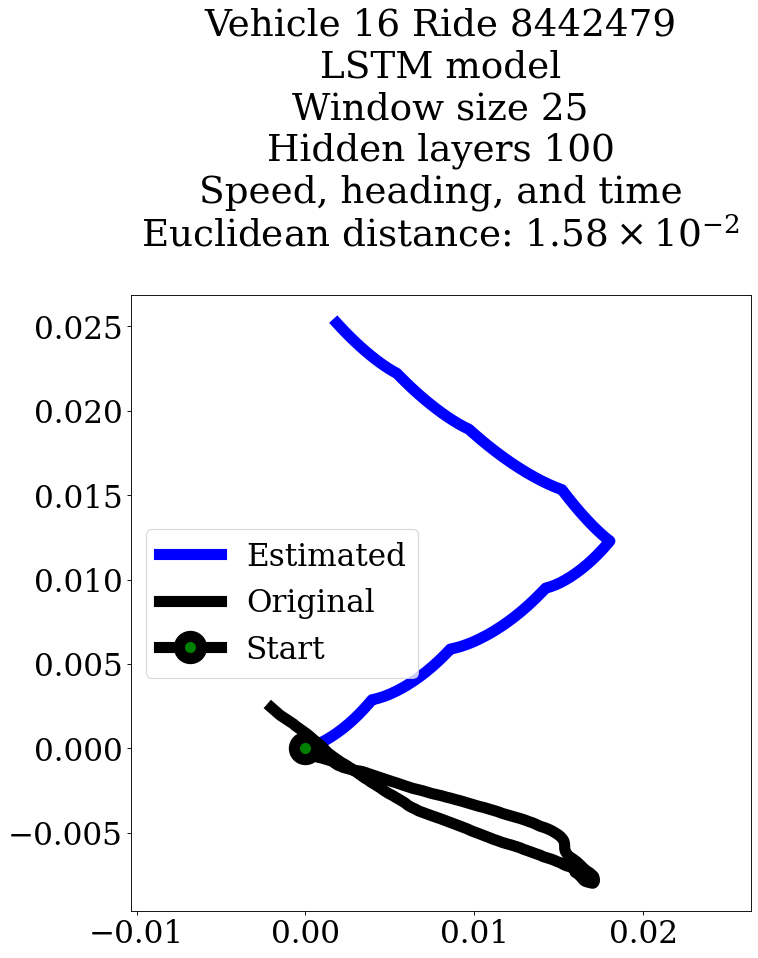 Vehicle 16 Ride 8442479
LSTM model
Window size 25
Hidden layers 100
Speed, heading, and time
Euclidean distance: 1.58 × 10⁻²
0.025
0.020
0.015
0.010
0.005
0.000
−0.005
Estimated
Original
Start
−0.01
0.00
0.01
0.02